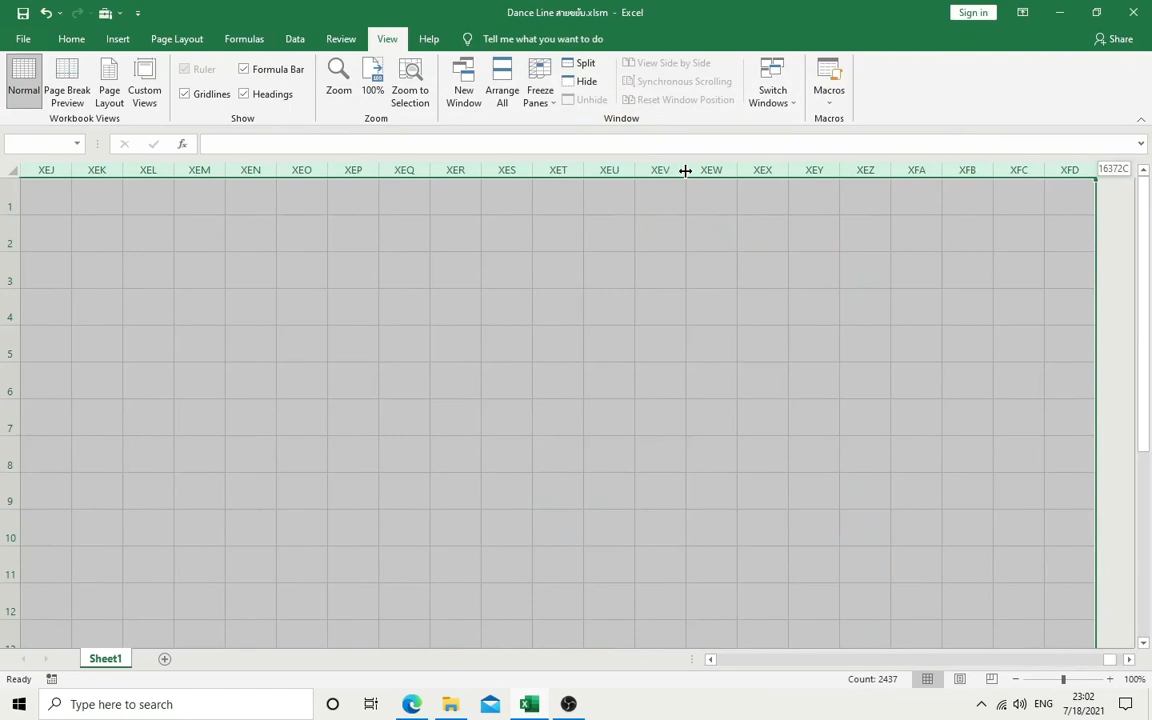 Dance Line สายขยับ.xlsm - Excel
Sign in
File Home Insert Page Layout Formulas Data Review View Help Tell me what you want to do Share
Normal Page Break Preview Page Layout Custom Views
Ruler Formula Bar
Gridlines Headings
Zoom 100% Zoom to Selection
New Window Arrange All Freeze Panes
Split
Hide
Unhide
View Side by Side
Synchronous Scrolling
Reset Window Position
Switch Windows Macros
Workbook Views Show Zoom Window Macros
fx
XEJ XEK XEL XEM XEN XEO XEP XEQ XER XES XET XEU XEV XEW XEX XEY XEZ XFA XFB XFC XFD 16372C
1
2
3
4
5
6
7
8
9
10
11
12
Sheet1
Ready Count: 2437 100%
Type here to search
ENG 23:02
7/18/2021